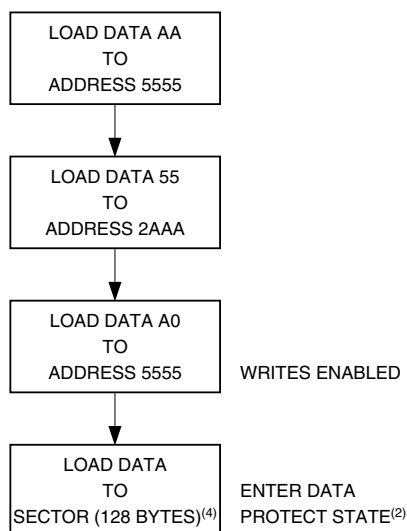 LOAD DATA AA
TO
ADDRESS 5555
LOAD DATA 55
TO
ADDRESS 2AAA
LOAD DATA A0
TO
ADDRESS 5555 WRITES ENABLED
LOAD DATA
TO ENTER DATA
SECTOR (128 BYTES)(4) PROTECT STATE(2)